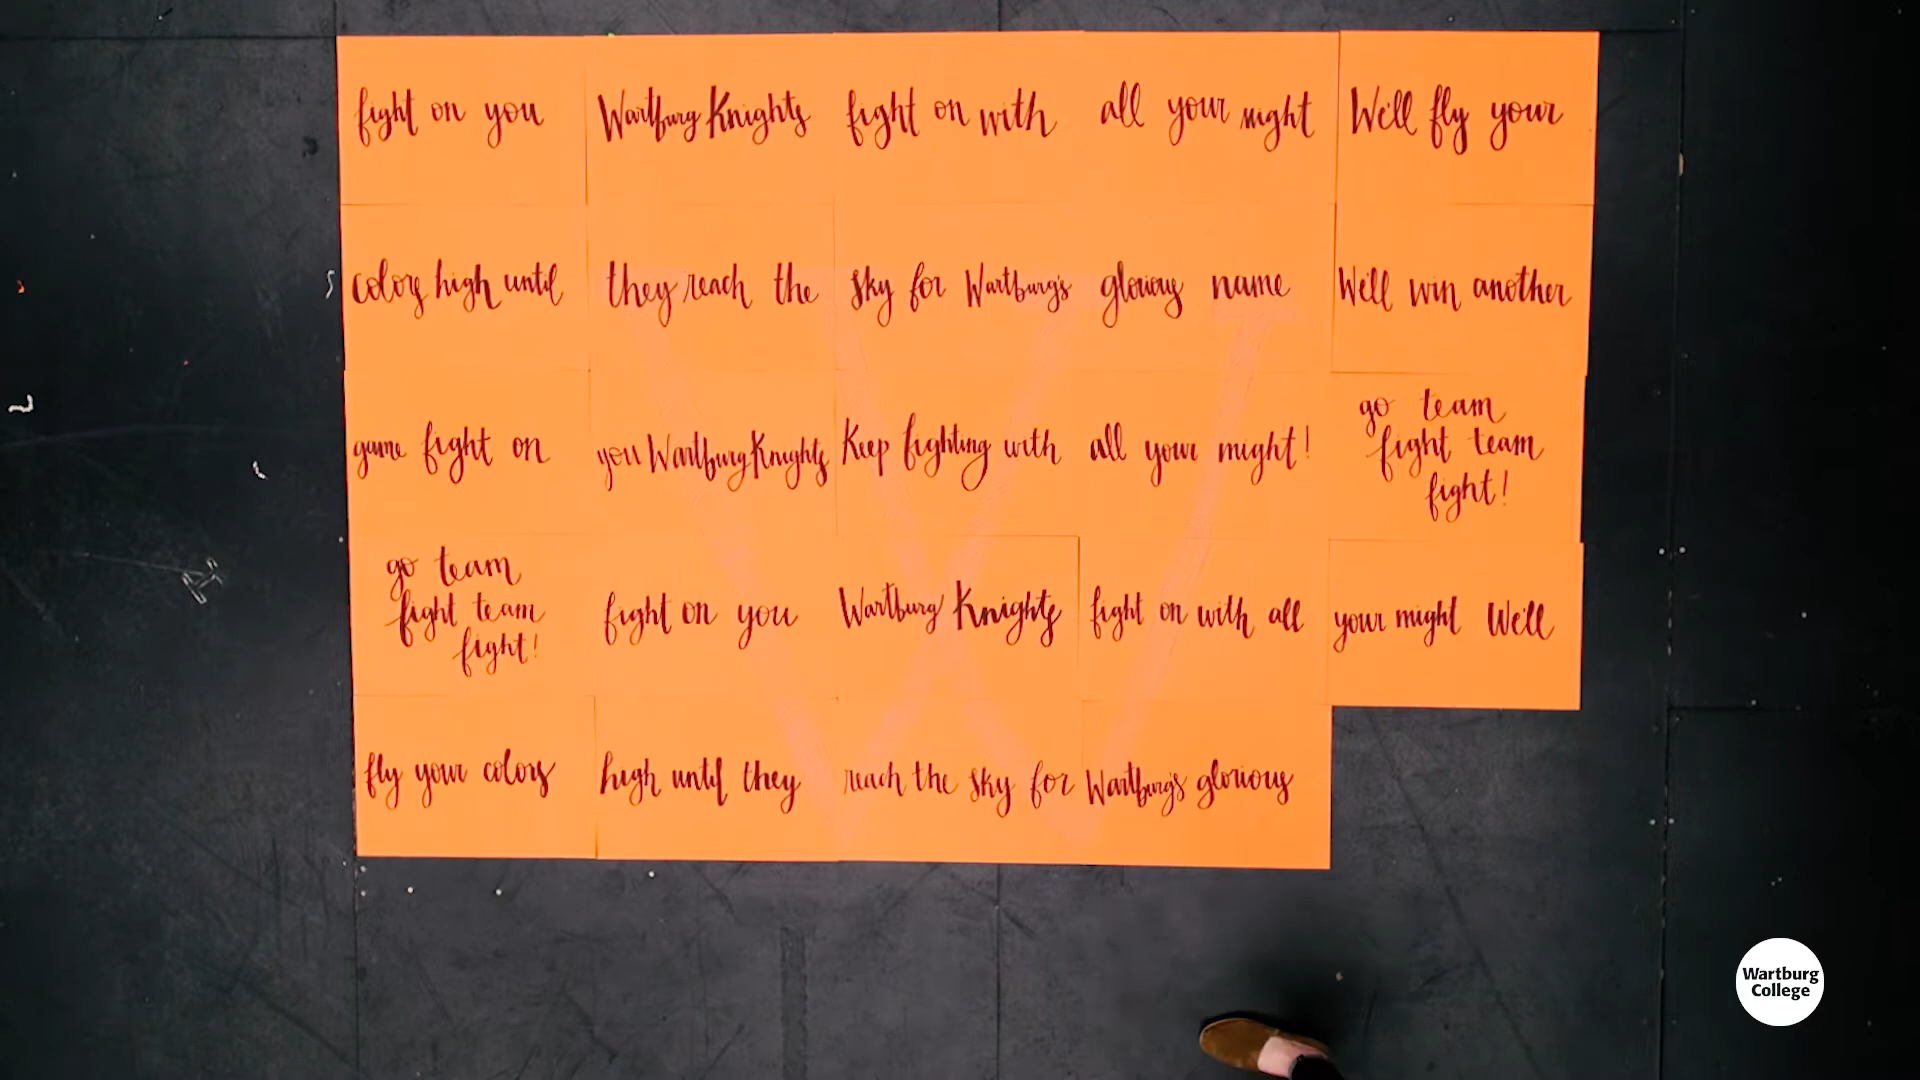 fight on you Wartburg Knights fight on with all your might We'll fly your
colors high until they reach the sky for Wartburg's glorious name We'll win another
game fight on you Wartburg Knights Keep fighting with all your might! go team
fight team
fight!
go team
fight team
fight! fight on you Wartburg Knights fight on with all your might We'll
fly your colors high until they reach the sky for Wartburg's glorious
Wartburg
College